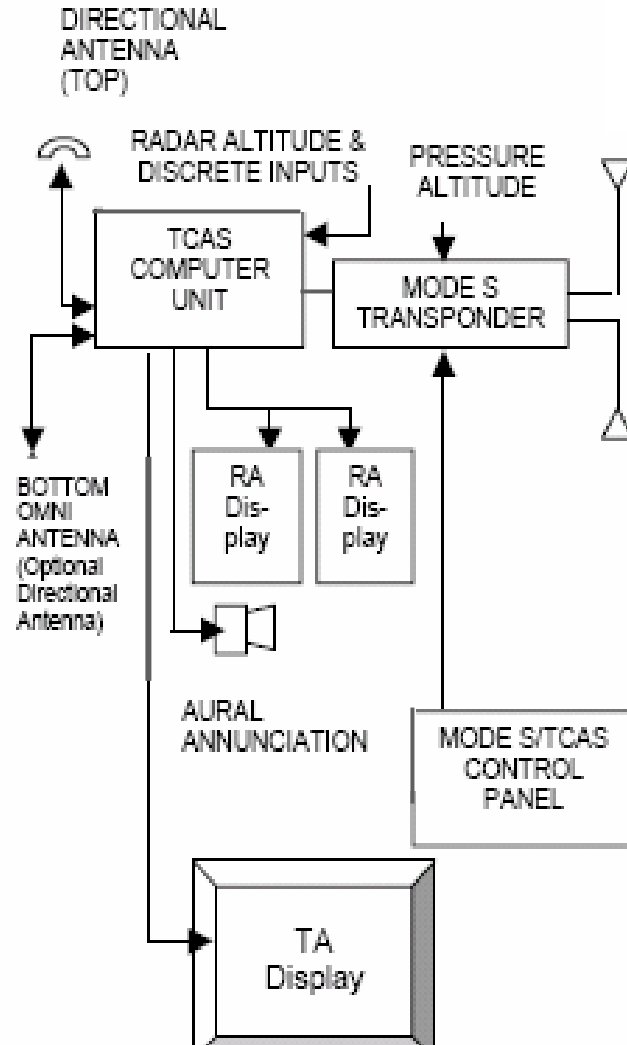 DIRECTIONAL
ANTENNA
(TOP)
RADAR ALTITUDE &
DISCRETE INPUTS
PRESSURE
ALTITUDE
TCAS
COMPUTER
UNIT
MODE S
TRANSPONDER
BOTTOM
OMNI
ANTENNA
(Optional
Directional
Antenna)
RA
Dis-
play
RA
Dis-
play
AURAL
ANNUNCIATION
MODE S/TCAS
CONTROL
PANEL
TA
Display